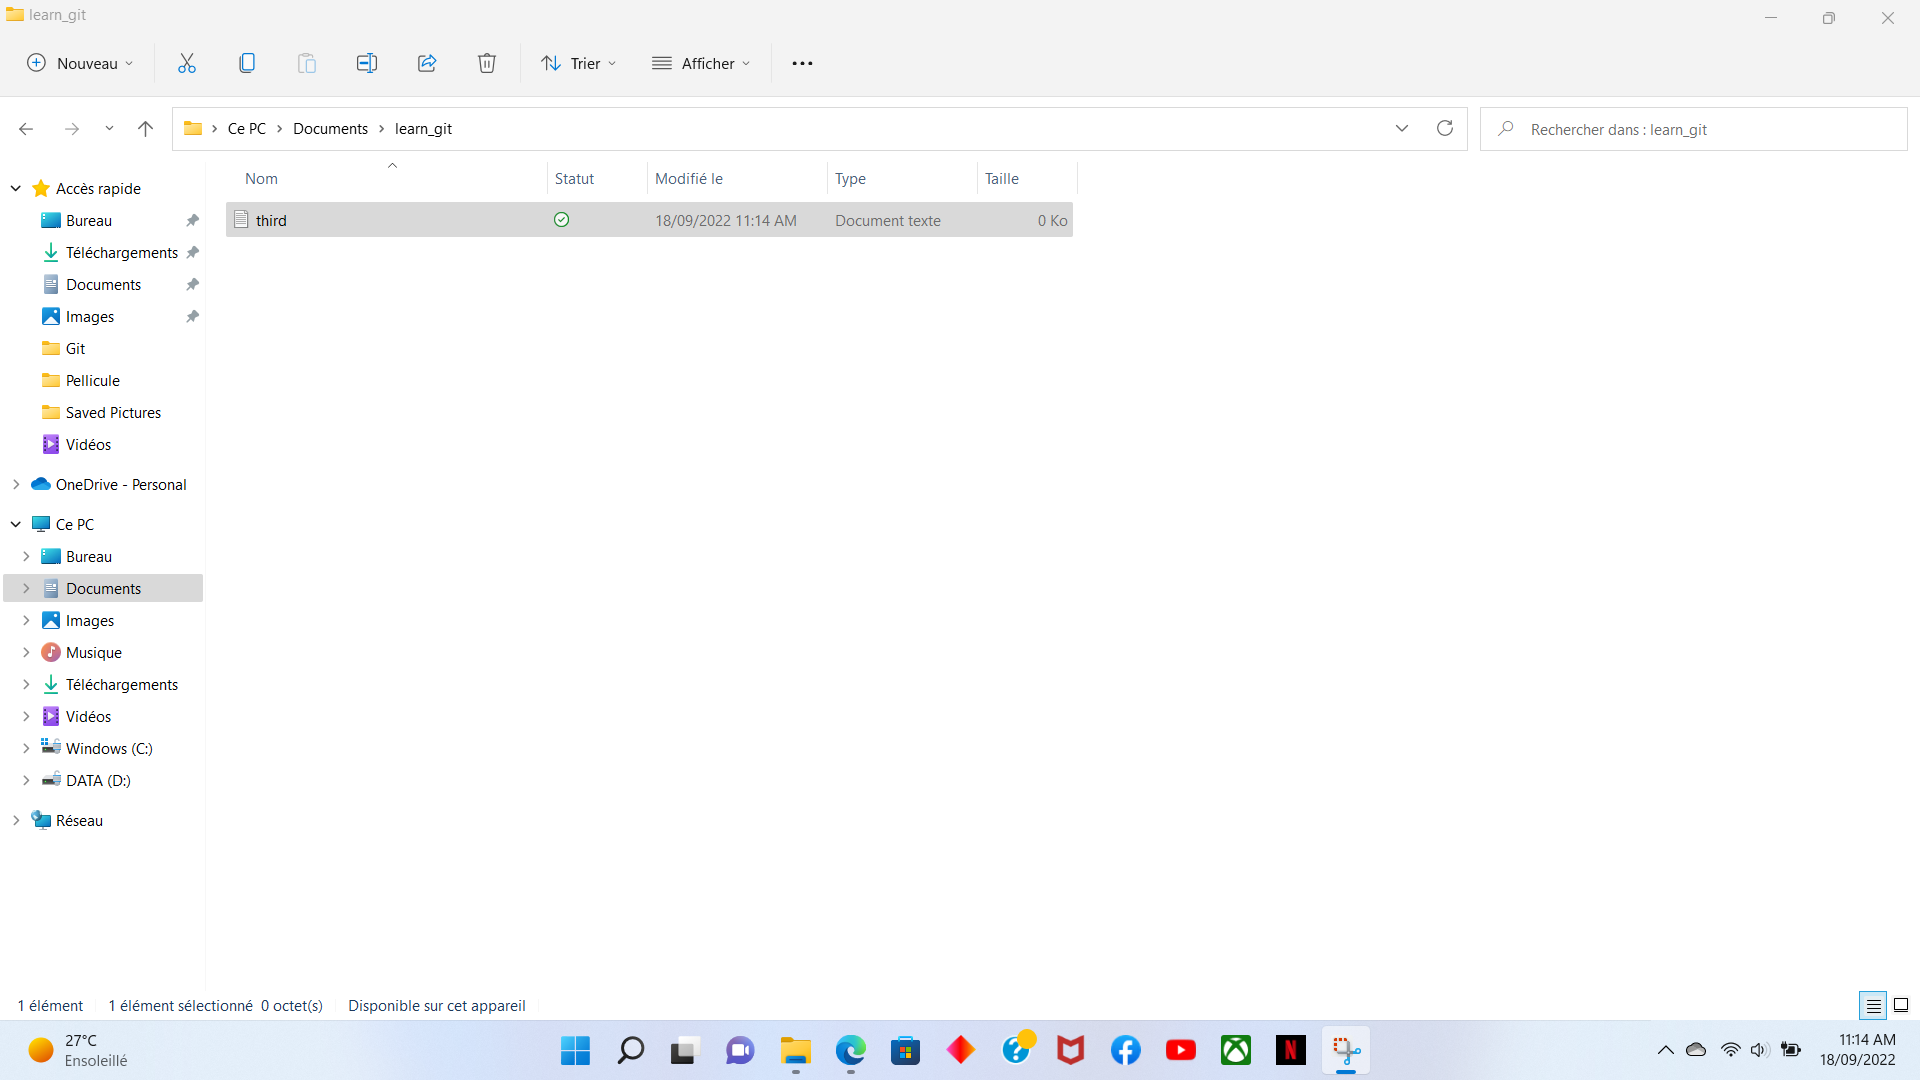 learn_git
Nouveau
Trier
Afficher
Ce PC
Documents
learn_git
Rechercher dans : learn_git
Nom
Statut
Modifié le
Type
Taille
third
18/09/2022 11:14 AM
Document texte
0 Ko
Accès rapide
Bureau
Téléchargements
Documents
Images
Git
Pellicule
Saved Pictures
Vidéos
OneDrive - Personal
Ce PC
Bureau
Documents
Images
Musique
Téléchargements
Vidéos
Windows (C:)
DATA (D:)
Réseau
1 élément
1 élément sélectionné 0 octet(s)
Disponible sur cet appareil
27°C
Ensoleillé
11:14 AM
18/09/2022